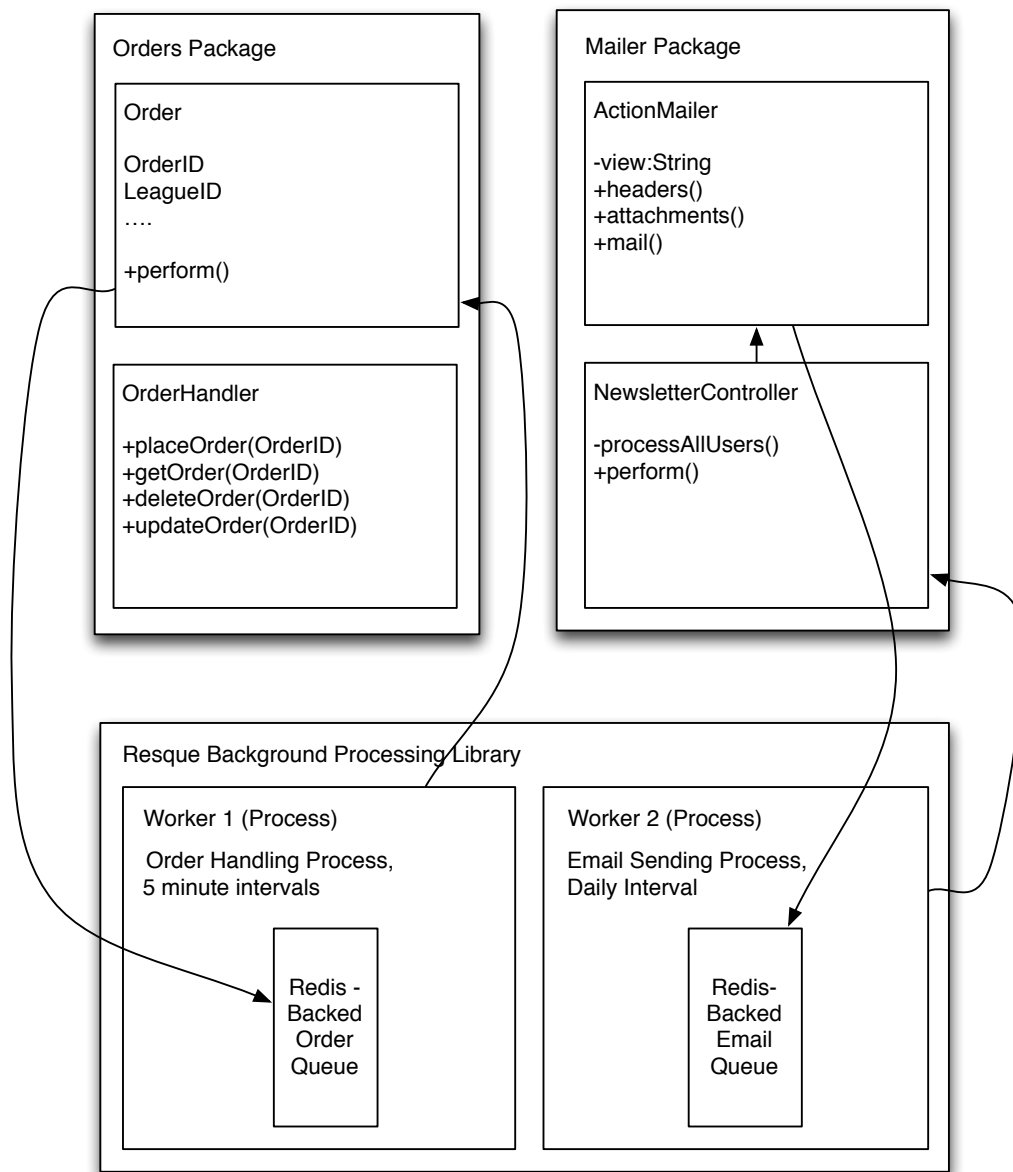 Orders Package
Order
OrderID
LeagueID
....
+perform()
OrderHandler
+placeOrder(OrderID)
+getOrder(OrderID)
+deleteOrder(OrderID)
+updateOrder(OrderID)
Mailer Package
ActionMailer
-view:String
+headers()
+attachments()
+mail()
NewsletterController
-processAllUsers()
+perform()
Resque Background Processing Library
Worker 1 (Process)
Order Handling Process,
5 minute intervals
Redis -
Backed
Order
Queue
Worker 2 (Process)
Email Sending Process,
Daily Interval
Redis-
Backed
Email
Queue